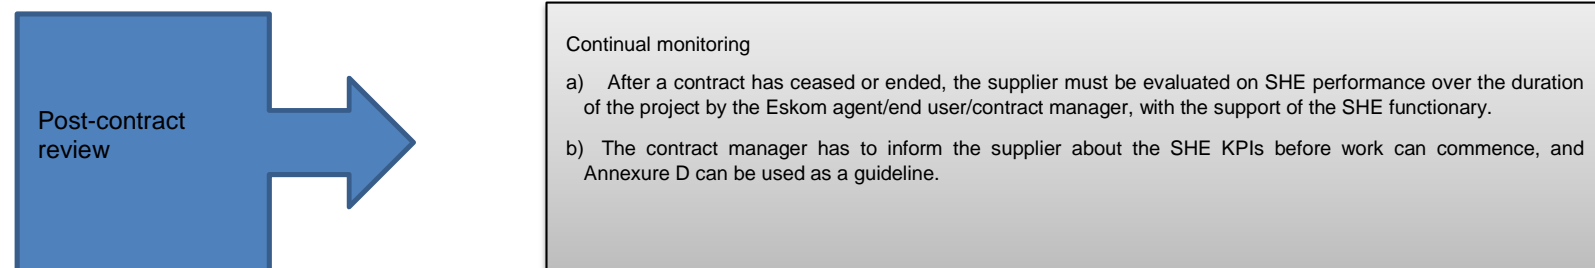 Post-contract
review
Continual monitoring
a) After a contract has ceased or ended, the supplier must be evaluated on SHE performance over the duration
of the project by the Eskom agent/end user/contract manager, with the support of the SHE functionary.
b) The contract manager has to inform the supplier about the SHE KPIs before work can commence, and
Annexure D can be used as a guideline.